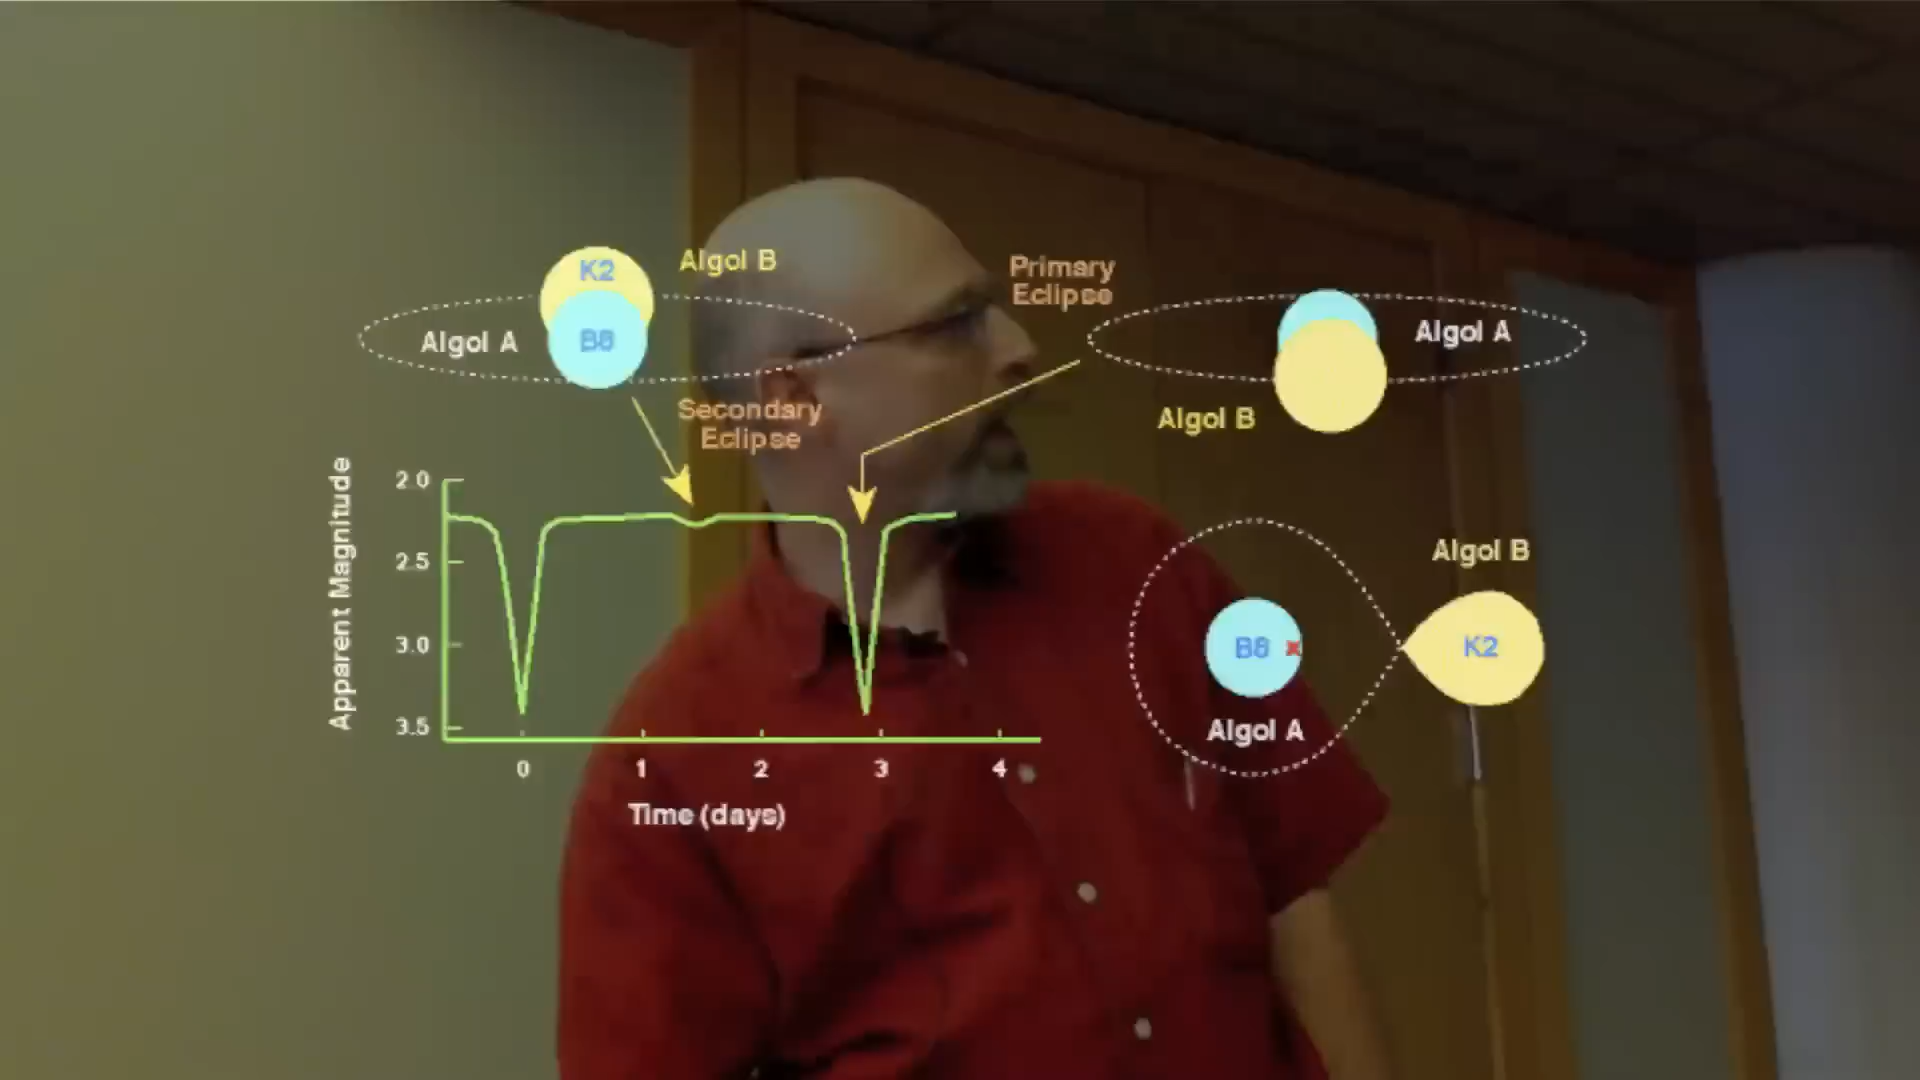 K2
Algol B
Algol A
B8
Secondary
Eclipse
Primary
Eclipse
Algol A
Algol B
Apparent Magnitude
2.0
2.5
3.0
3.5
0 1 2 3 4
Time (days)
Algol B
B8 x K2
Algol A